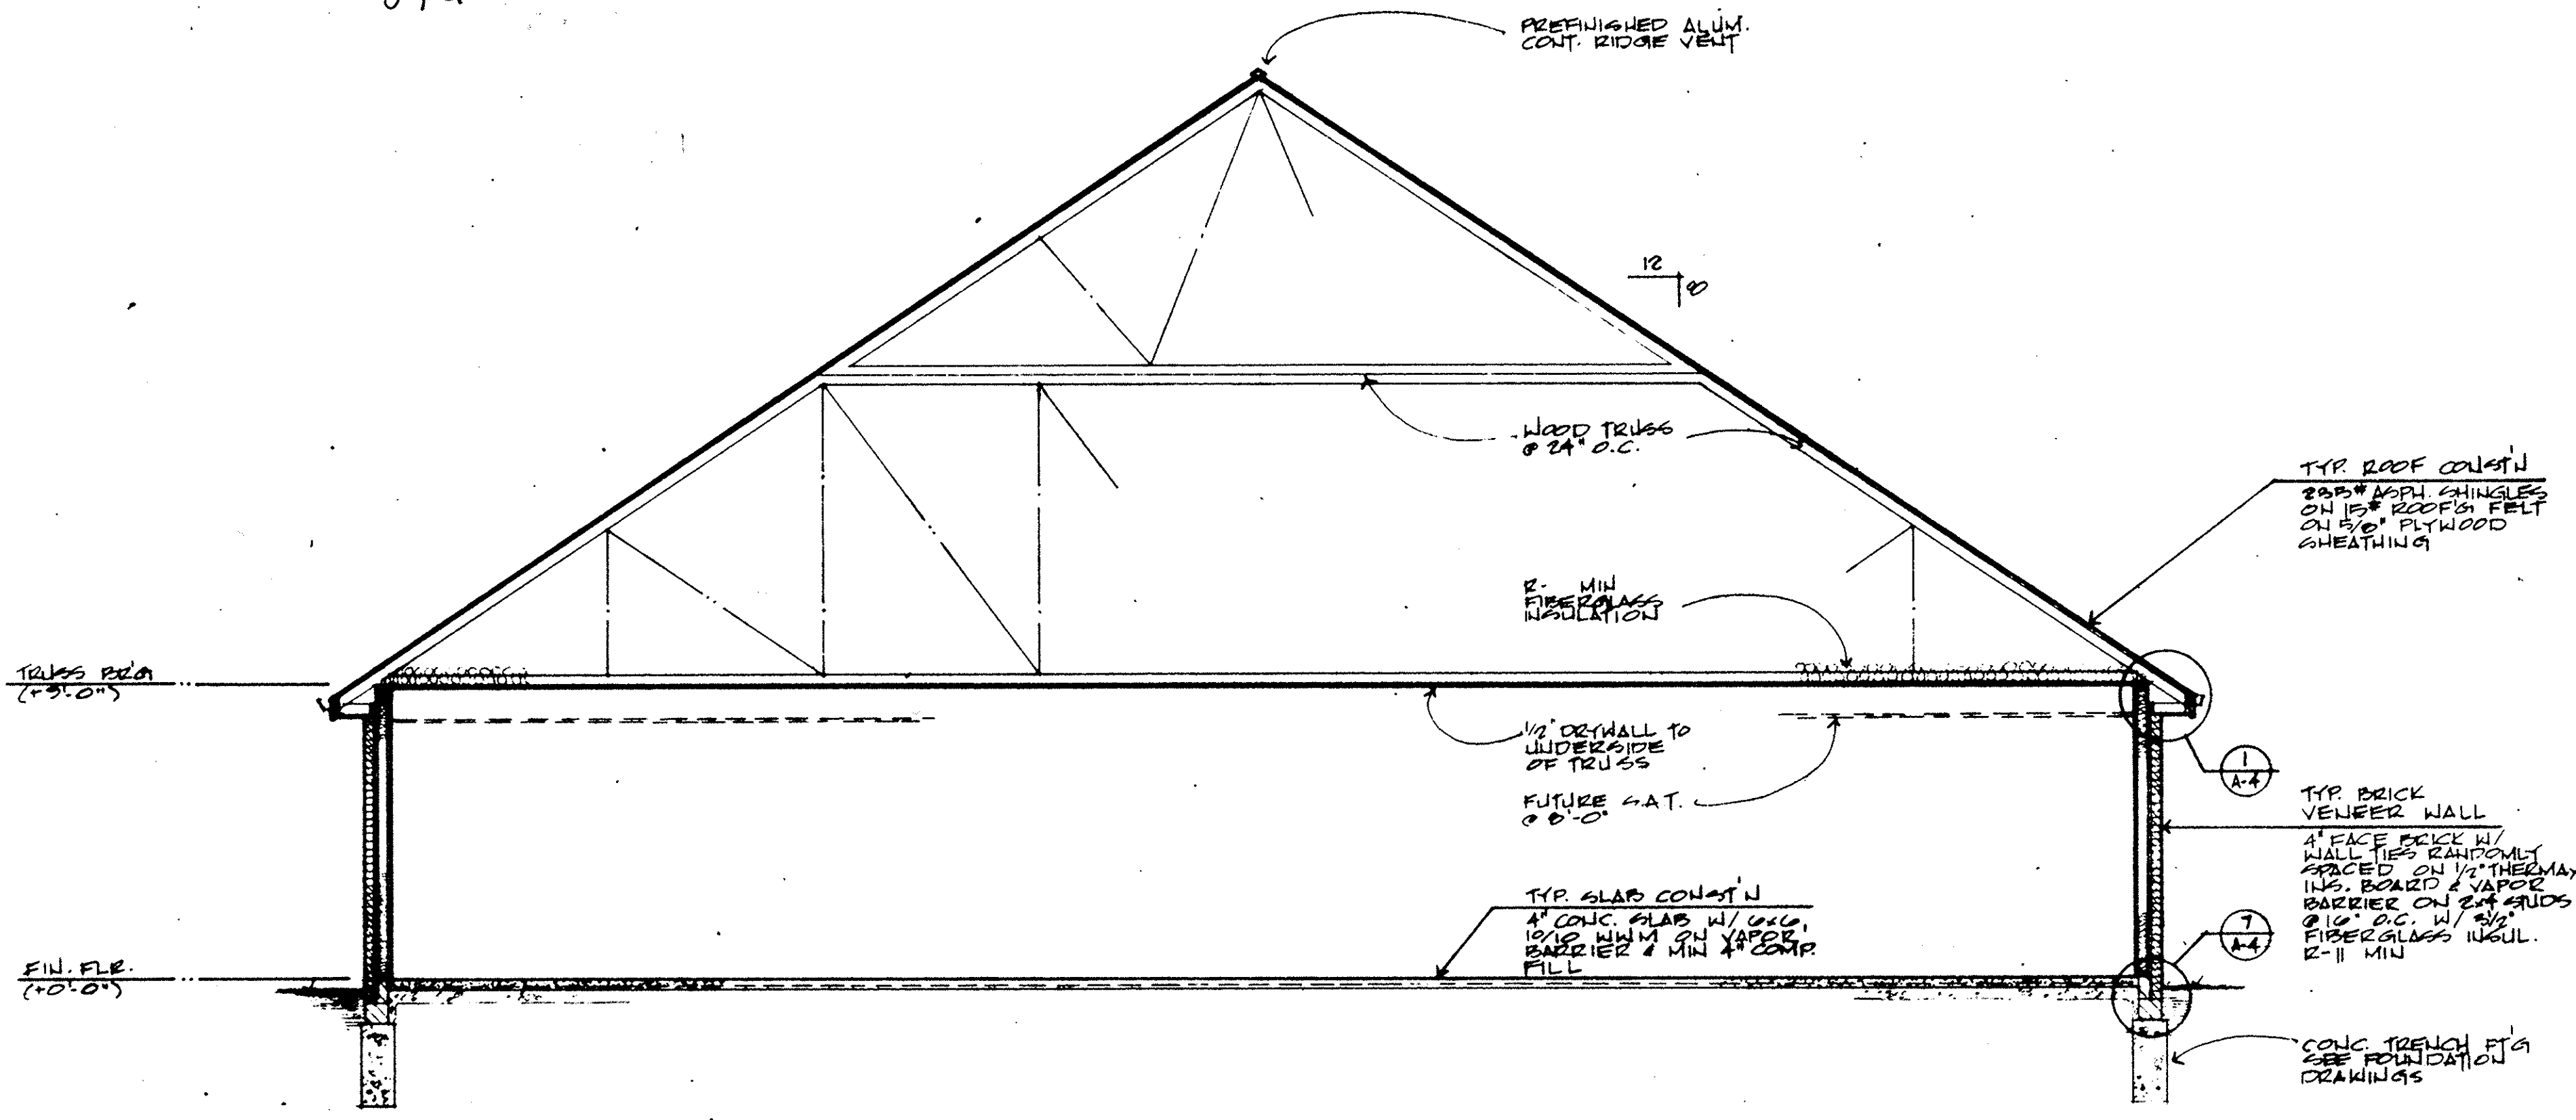 PREFINISHED ALUM.
CONT. RIDGE VENT
12
8
WOOD TRUSS
@ 24" O.C.
TYP. ROOF CONST'N
235# ASPH. SHINGLES
ON 15# ROOF'G FELT
ON 5/8" PLYWOOD
SHEATHING
R- MIN
FIBERGLASS
INSULATION
TRUSS BR'G
(+9'-0")
1/2" DRYWALL TO
UNDERSIDE
OF TRUSS
FUTURE S.A.T.
@ 8'-0"
1
A-4
TYP. BRICK
VENEER WALL
4" FACE BRICK W/
WALL TIES RANDOMLY
SPACED ON 1/2" THERMAX
INS. BOARD & VAPOR
BARRIER ON 2x4 STUDS
@ 16" O.C. W/ 3 1/2"
FIBERGLASS INSUL.
R-11 MIN
TYP. SLAB CONST'N
4" CONC. SLAB W/ 6x6,
10/10 WWM ON VAPOR
BARRIER & MIN 4" COMP.
FILL
7
A-4
FIN. FLR.
(+0'-0")
CONC. TRENCH FT'G
SEE FOUNDATION
DRAWINGS